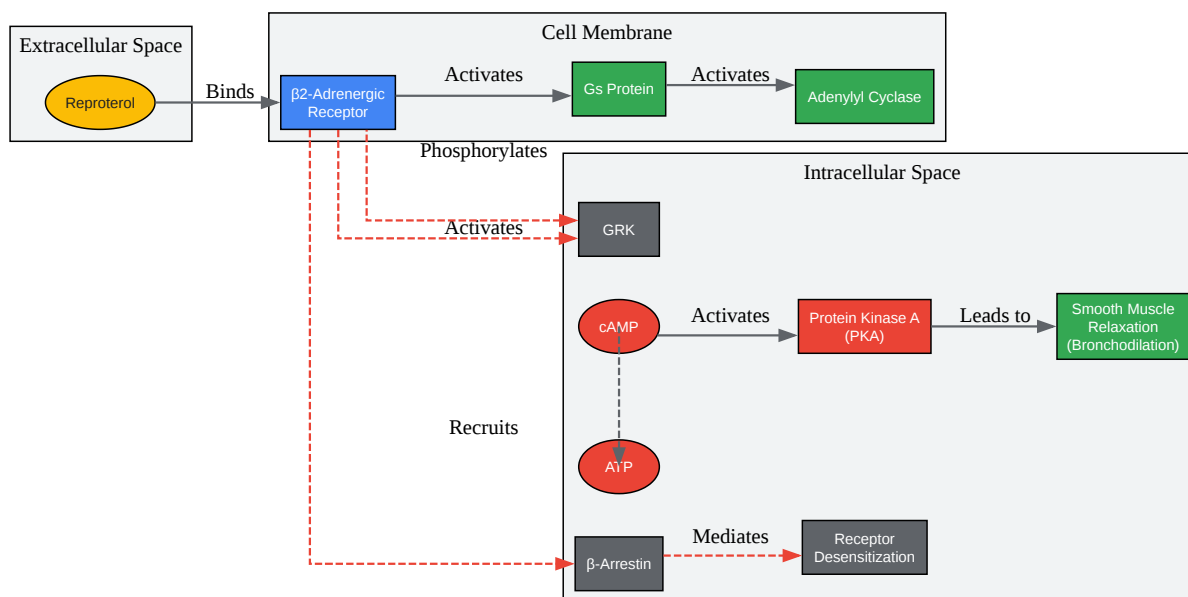 Extracellular Space
Cell Membrane
Reproterol
Binds
β2-Adrenergic
Receptor
Activates
Gs Protein
Activates
Adenylyl Cyclase
Phosphorylates
Intracellular Space
Activates
GRK
cAMP
Activates
Protein Kinase A
(PKA)
Leads to
Smooth Muscle
Relaxation
(Bronchodilation)
Recruits
ATP
β-Arrestin
Mediates
Receptor
Desensitization